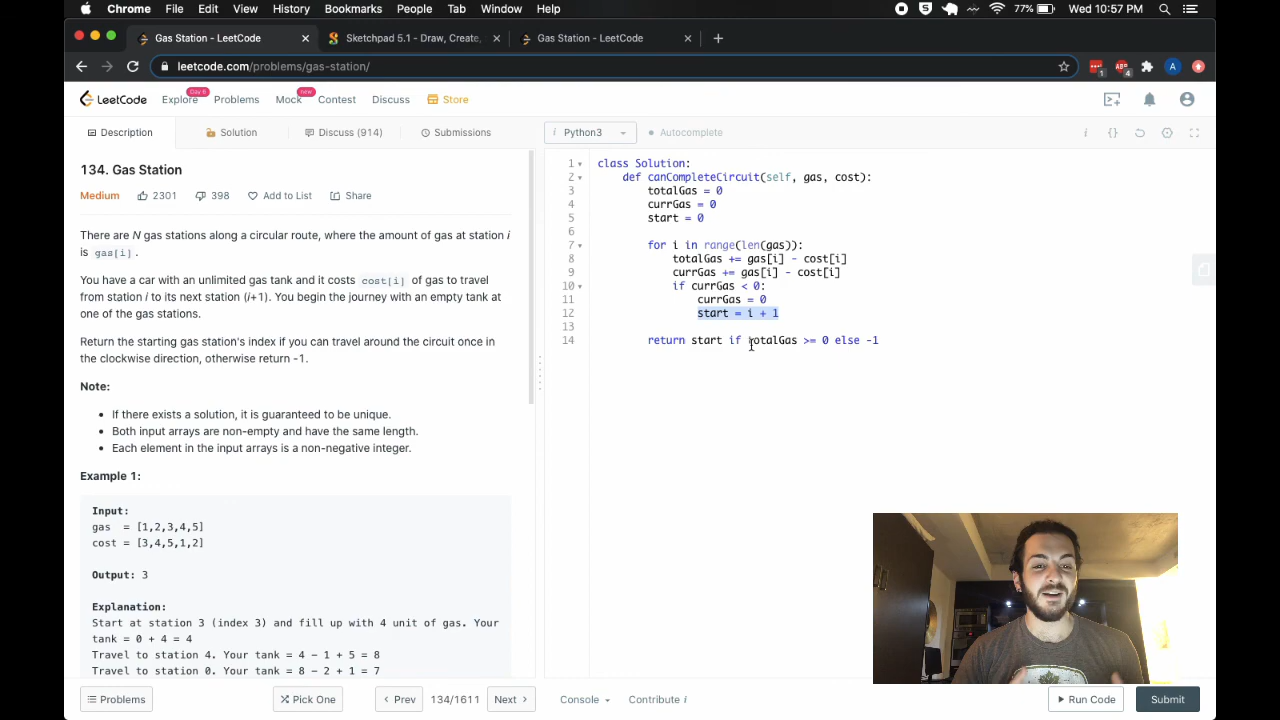 Chrome File Edit View History Bookmarks People Tab Window Help
77% Wed 10:57 PM
Gas Station - LeetCode
Sketchpad 5.1 - Draw, Create,
Gas Station - LeetCode
leetcode.com/problems/gas-station/
1
4
A
LeetCode
Explore
Day 6
Problems
Mock
new
Contest
Discuss
Store
Description
Solution
Discuss (914)
Submissions
i Python3
Autocomplete
i {}
134. Gas Station
Medium 2301 398 Add to List Share
There are N gas stations along a circular route, where the amount of gas at station i
is gas[i].
You have a car with an unlimited gas tank and it costs cost[i] of gas to travel
from station i to its next station (i+1). You begin the journey with an empty tank at
one of the gas stations.
Return the starting gas station's index if you can travel around the circuit once in
the clockwise direction, otherwise return -1.
Note:
• If there exists a solution, it is guaranteed to be unique.
• Both input arrays are non-empty and have the same length.
• Each element in the input arrays is a non-negative integer.
Example 1:
Input:
gas  = [1,2,3,4,5]
cost = [3,4,5,1,2]
Output: 3
Explanation:
Start at station 3 (index 3) and fill up with 4 unit of gas. Your
tank = 0 + 4 = 4
Travel to station 4. Your tank = 4 - 1 + 5 = 8
Travel to station 0. Your tank = 8 - 2 + 1 = 7
1 class Solution:
2     def canCompleteCircuit(self, gas, cost):
3         totalGas = 0
4         currGas = 0
5         start = 0
6
7         for i in range(len(gas)):
8             totalGas += gas[i] - cost[i]
9             currGas += gas[i] - cost[i]
10             if currGas < 0:
11                 currGas = 0
12                 start = i + 1
13
14         return start if totalGas >= 0 else -1
Problems
Pick One
Prev
134/1611
Next
Console
Contribute i
Run Code
Submit